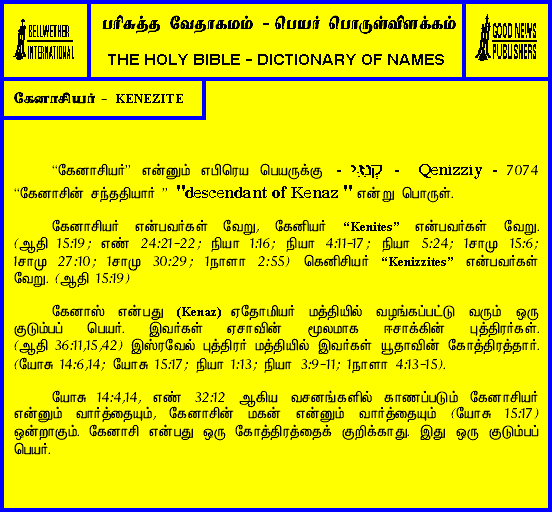 BELLWETHER
INTERNATIONAL
பரிசுத்த வேதாகமம் - பெயர் பொருள்விளக்கம்
THE HOLY BIBLE - DICTIONARY OF NAMES
GOOD NEWS
PUBLISHERS
கேனாசியர் - KENEZITE
“கேனாசியர்” என்னும் எபிரெய பெயருக்கு - קנזי - Qenizziy - 7074
“கேனாசின் சந்ததியார் ” "descendant of Kenaz " என்று பொருள்.
கேனாசியர் என்பவர்கள் வேறு, கேனியர் “Kenites” என்பவர்கள் வேறு.
(ஆதி 15:19; எண் 24:21-22; நியா 1:16; நியா 4:11-17; நியா 5:24; 1சாமு 15:6;
1சாமு 27:10; 1சாமு 30:29; 1நாளா 2:55) கெனிசியர் “Kenizzites” என்பவர்கள்
வேறு. (ஆதி 15:19)
கேனாஸ் என்பது (Kenaz) ஏதோமியர் மத்தியில் வழங்கப்பட்டு வரும் ஒரு
குடும்பப் பெயர். இவர்கள் ஏசாவின் மூலமாக ஈசாக்கின் புத்திரர்கள்.
(ஆதி 36:11,15,42) இஸ்ரவேல் புத்திரர் மத்தியில் இவர்கள் யூதாவின் கோத்திரத்தார்.
(யோசு 14:6,14; யோசு 15:17; நியா 1:13; நியா 3:9-11; 1நாளா 4:13-15).
யோசு 14:4,14, எண் 32:12 ஆகிய வசனங்களில் காணப்படும் கேனாசியர்
என்னும் வார்த்தையும், கேனாசின் மகன் என்னும் வார்த்தையும் (யோசு 15:17)
ஒன்றாகும். கேனாசி என்பது ஒரு கோத்திரத்தைக் குறிக்காது. இது ஒரு குடும்பப்
பெயர்.